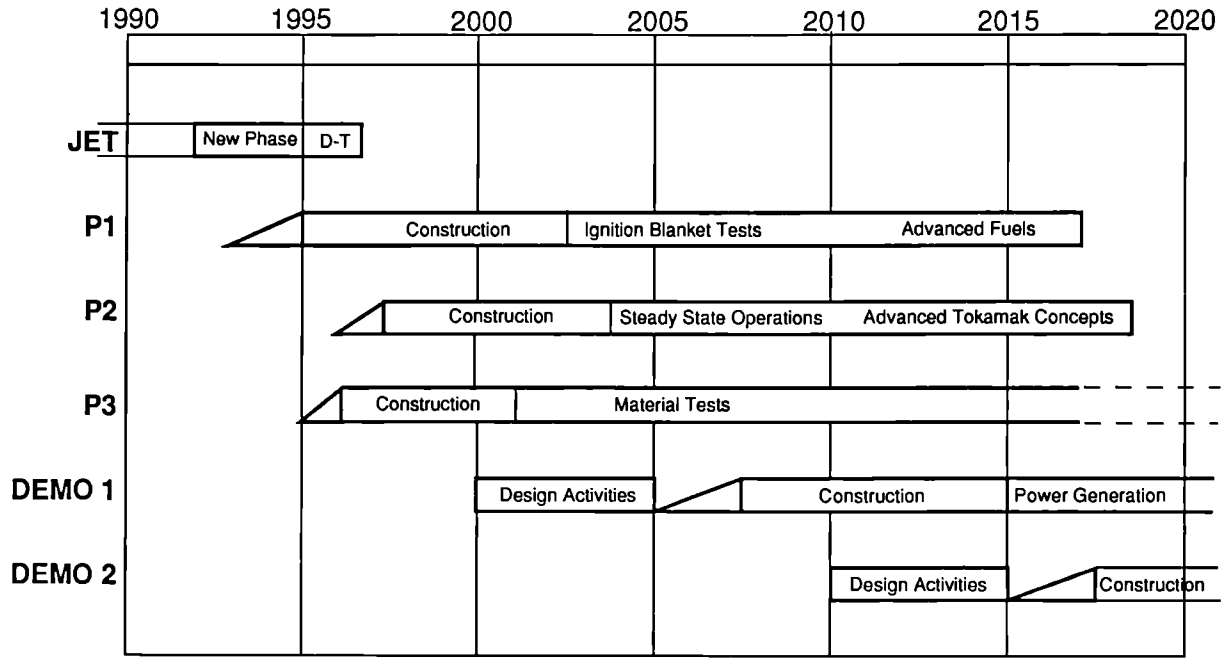 1990 1995 2000 2005 2010 2015 2020
JET New Phase D-T
P1 Construction Ignition Blanket Tests Advanced Fuels
P2 Construction Steady State Operations Advanced Tokamak Concepts
P3 Construction Material Tests
DEMO 1 Design Activities Construction Power Generation
DEMO 2 Design Activities Construction